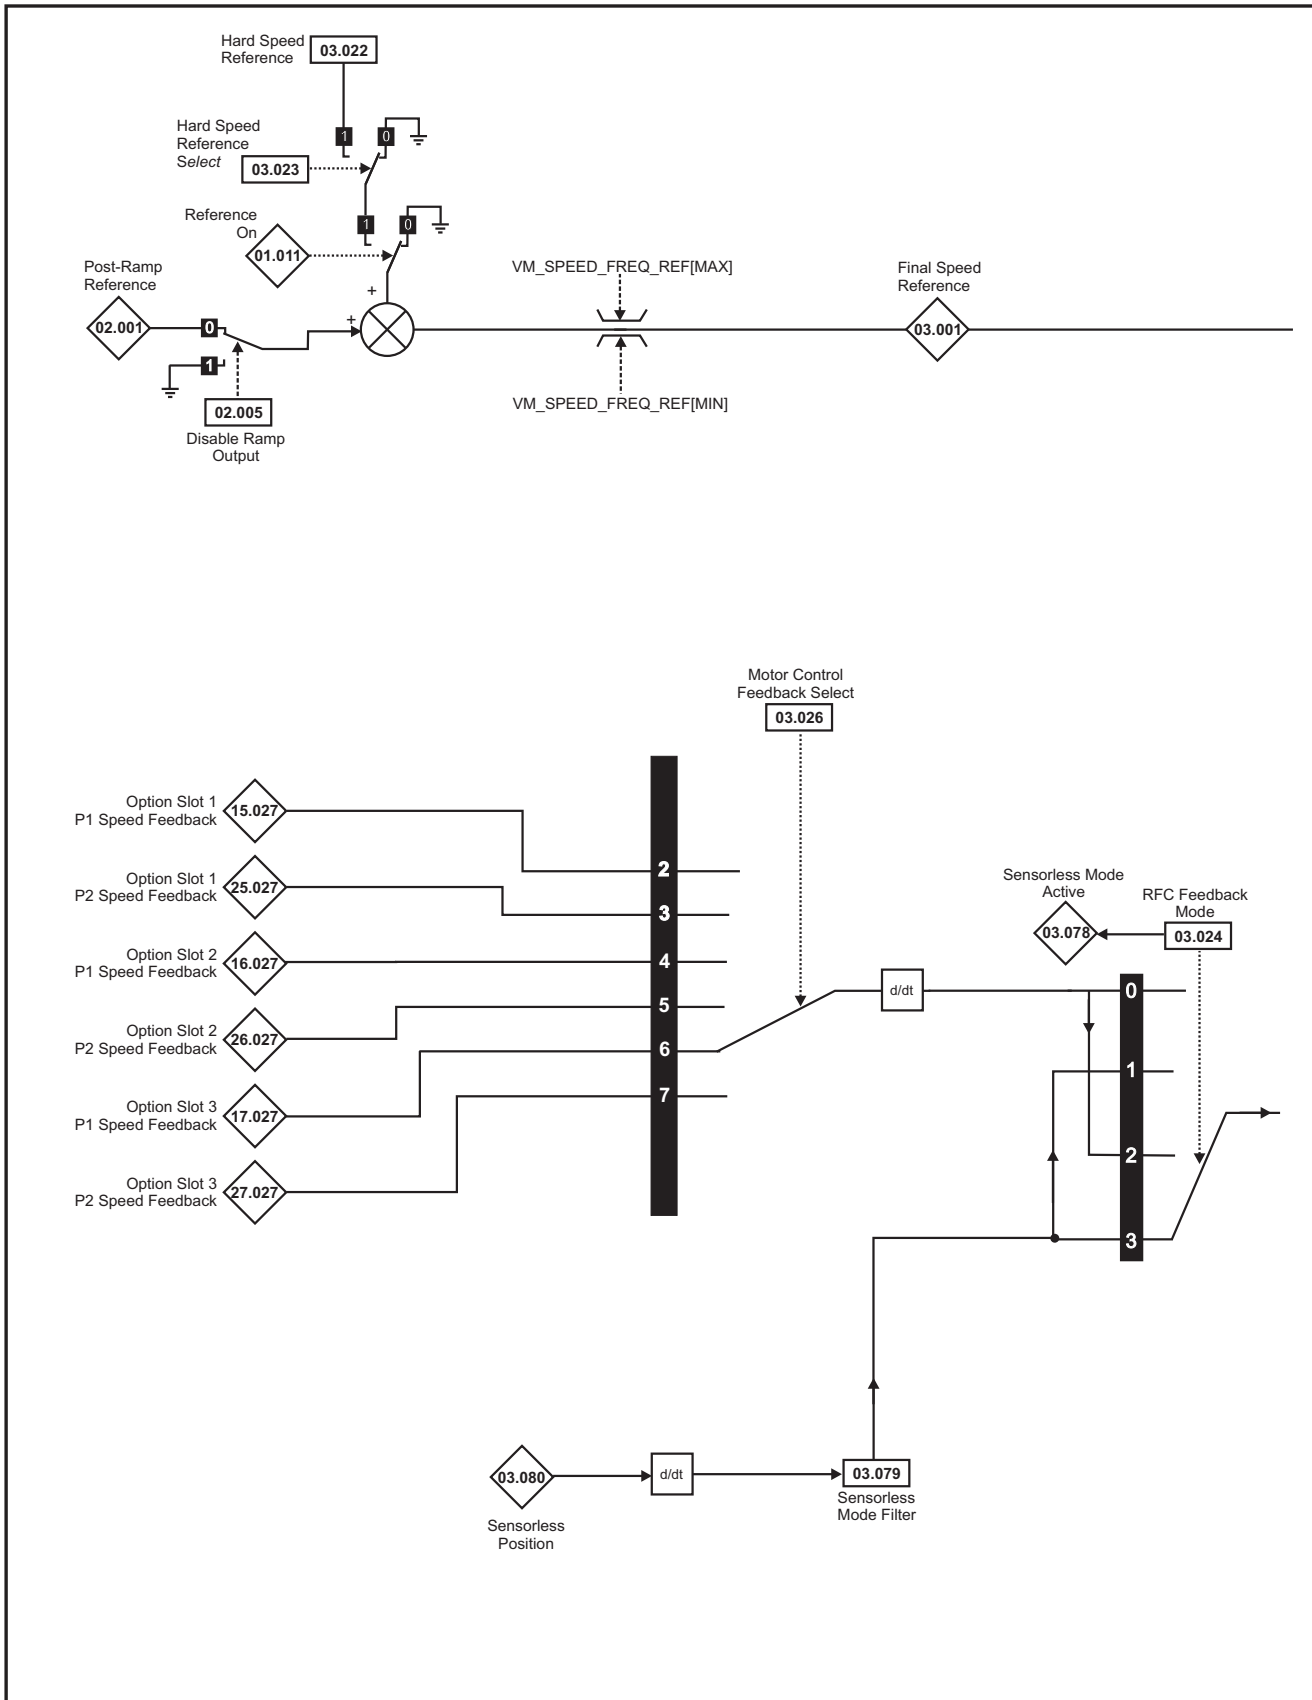 Hard Speed
Reference
03.022
1
0
Hard Speed
Reference
Select
03.023
Reference
On
01.011
1
0
Post-Ramp
Reference
02.001
0
1
02.005
Disable Ramp
Output
+
+
VM_SPEED_FREQ_REF[MAX]
VM_SPEED_FREQ_REF[MIN]
Final Speed
Reference
03.001
Motor Control
Feedback Select
03.026
Option Slot 1
P1 Speed Feedback
15.027
Option Slot 1
P2 Speed Feedback
25.027
Option Slot 2
P1 Speed Feedback
16.027
Option Slot 2
P2 Speed Feedback
26.027
Option Slot 3
P1 Speed Feedback
17.027
Option Slot 3
P2 Speed Feedback
27.027
2
3
4
5
6
7
d/dt
Sensorless Mode
Active
03.078
RFC Feedback
Mode
03.024
0
1
2
3
03.080
Sensorless
Position
d/dt
03.079
Sensorless
Mode Filter